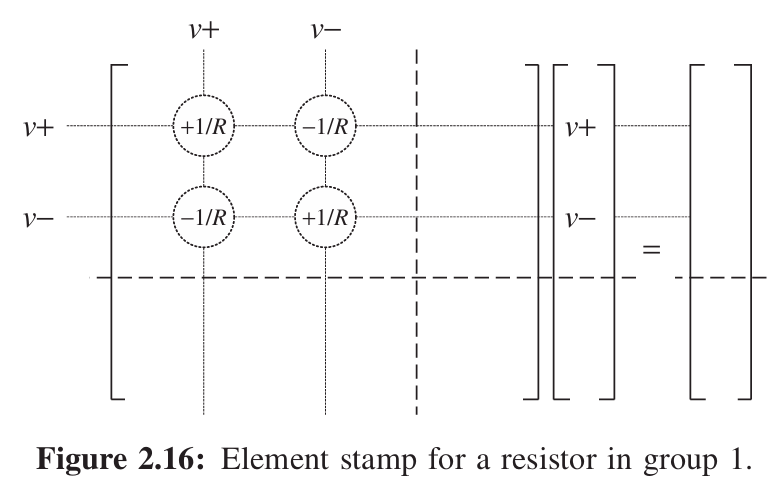 v+ v−
v+ +1/R −1/R v+
v− −1/R +1/R v−
=
Figure 2.16: Element stamp for a resistor in group 1.